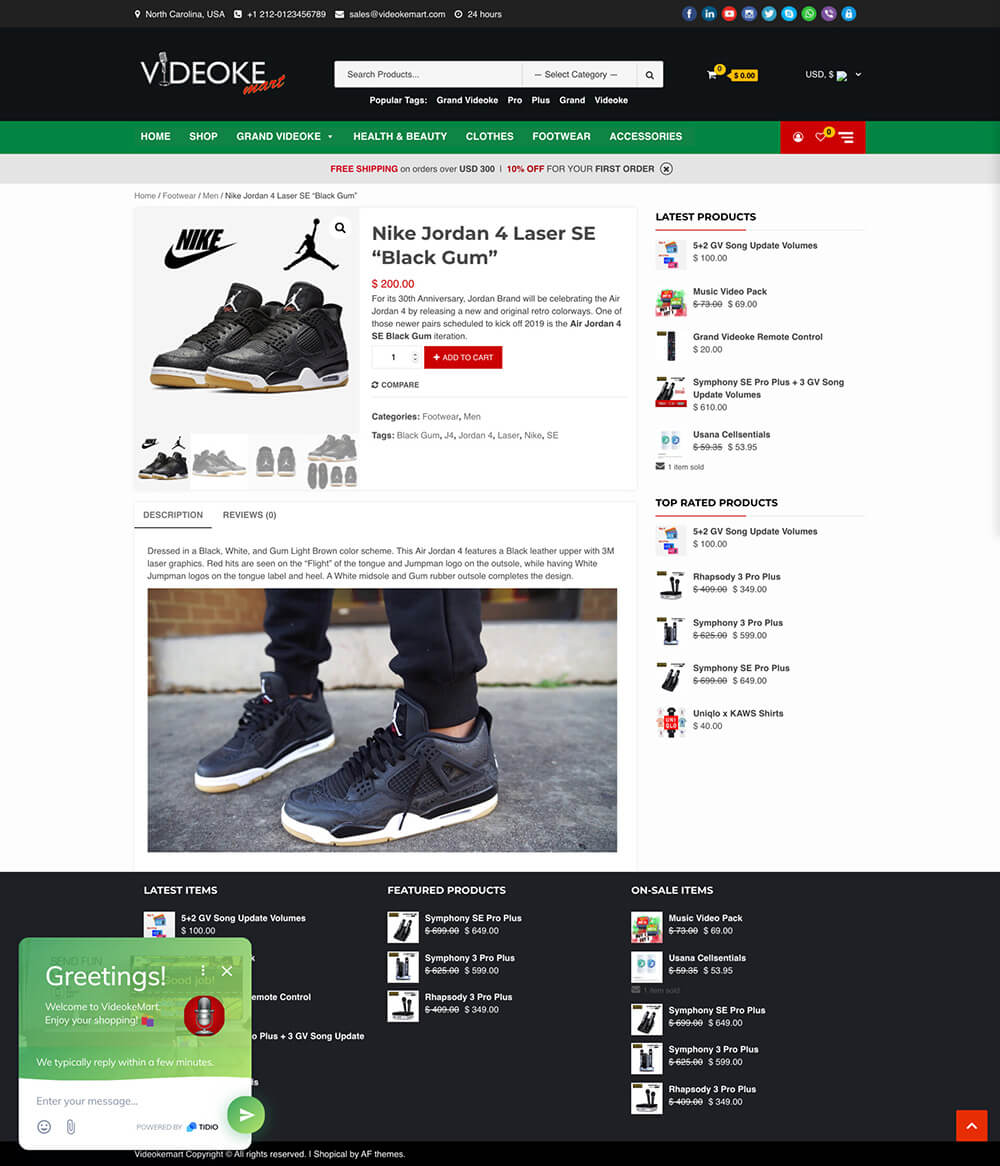 North Carolina, USA +1 212-0123456789 sales@videokemart.com 24 hours
VIDEOKE
mart
Search Products... — Select Category —
0
$ 0.00
USD, $
Popular Tags: Grand Videoke Pro Plus Grand Videoke
HOME SHOP GRAND VIDEOKE HEALTH & BEAUTY CLOTHES FOOTWEAR ACCESSORIES
0
FREE SHIPPING on orders over USD 300 | 10% OFF FOR YOUR FIRST ORDER
Home / Footwear / Men / Nike Jordan 4 Laser SE “Black Gum”
NIKE
Nike Jordan 4 Laser SE
“Black Gum”
$ 200.00
For its 30th Anniversary, Jordan Brand will be celebrating the Air
Jordan 4 by releasing a new and original retro colorways. One of
those newer pairs scheduled to kick off 2019 is the Air Jordan 4
SE Black Gum iteration.
1
+ ADD TO CART
COMPARE
Categories: Footwear, Men
Tags: Black Gum, J4, Jordan 4, Laser, Nike, SE
LATEST PRODUCTS
5+2 GV Song Update Volumes
$ 100.00
Music Video Pack
$ 73.00 $ 69.00
Grand Videoke Remote Control
$ 20.00
Symphony SE Pro Plus + 3 GV Song
Update Volumes
$ 610.00
Usana Cellsentials
$ 59.35 $ 53.95
1 item sold
TOP RATED PRODUCTS
5+2 GV Song Update Volumes
$ 100.00
Rhapsody 3 Pro Plus
$ 409.00 $ 349.00
Symphony 3 Pro Plus
$ 625.00 $ 599.00
Symphony SE Pro Plus
$ 699.00 $ 649.00
Uniqlo x KAWS Shirts
$ 40.00
DESCRIPTION REVIEWS (0)
Dressed in a Black, White, and Gum Light Brown color scheme. This Air Jordan 4 features a Black leather upper with 3M
laser graphics. Red hits are seen on the “Flight” of the tongue and Jumpman logo on the outsole, while having White
Jumpman logos on the tongue label and heel. A White midsole and Gum rubber outsole completes the design.
LATEST ITEMS
5+2 GV Song Update Volumes
$ 100.00
k
emote Control
o Plus + 3 GV Song Update
ls
FEATURED PRODUCTS
Symphony SE Pro Plus
$ 699.00 $ 649.00
Symphony 3 Pro Plus
$ 625.00 $ 599.00
Rhapsody 3 Pro Plus
$ 409.00 $ 349.00
ON-SALE ITEMS
Music Video Pack
$ 73.00 $ 69.00
Usana Cellsentials
$ 59.35 $ 53.95
1 item sold
Symphony SE Pro Plus
$ 699.00 $ 649.00
Symphony 3 Pro Plus
$ 625.00 $ 599.00
Rhapsody 3 Pro Plus
$ 409.00 $ 349.00
SEND FUN
Greetings!
Good job!
Welcome to VideokeMart.
Enjoy your shopping!
We typically reply within a few minutes.
Enter your message...
POWERED BY TIDIO
Videokemart Copyright © All rights reserved. | Shopical by AF themes.